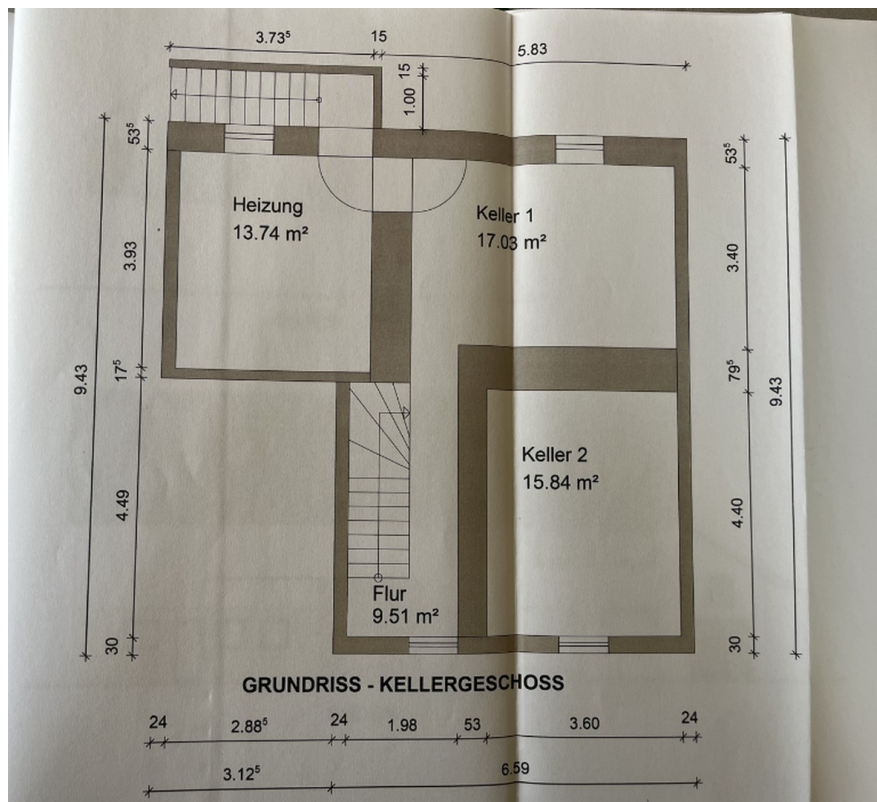 3.73⁵ 15 5.83
15
1.00
53⁵ 53⁵
Heizung
13.74 m²
Keller 1
17.03 m²
3.93 3.40
9.43 17⁵ 79⁵ 9.43
Keller 2
15.84 m²
4.49 4.40
Flur
9.51 m²
30 30
GRUNDRISS - KELLERGESCHOSS
24 2.88⁵ 24 1.98 53 3.60 24
3.12⁵ 6.59